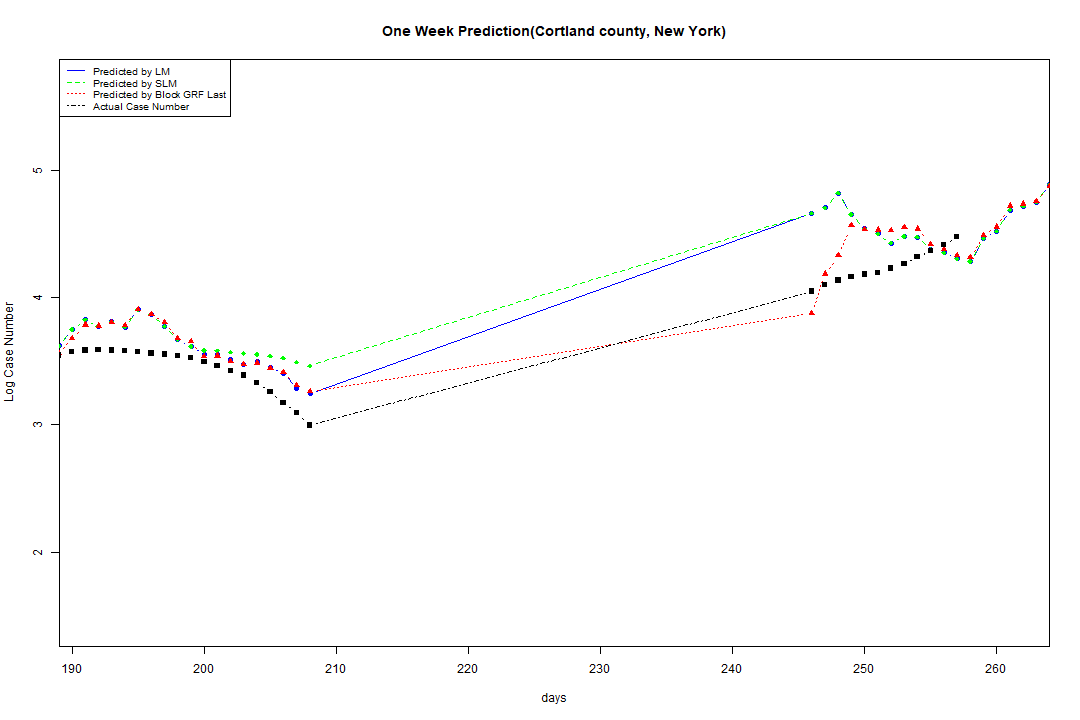 One Week Prediction(Cortland county, New York)
Predicted by LM
Predicted by SLM
Predicted by Block GRF Last
Actual Case Number
5
4
3
2
Log Case Number
190 200 210 220 230 240 250 260
days